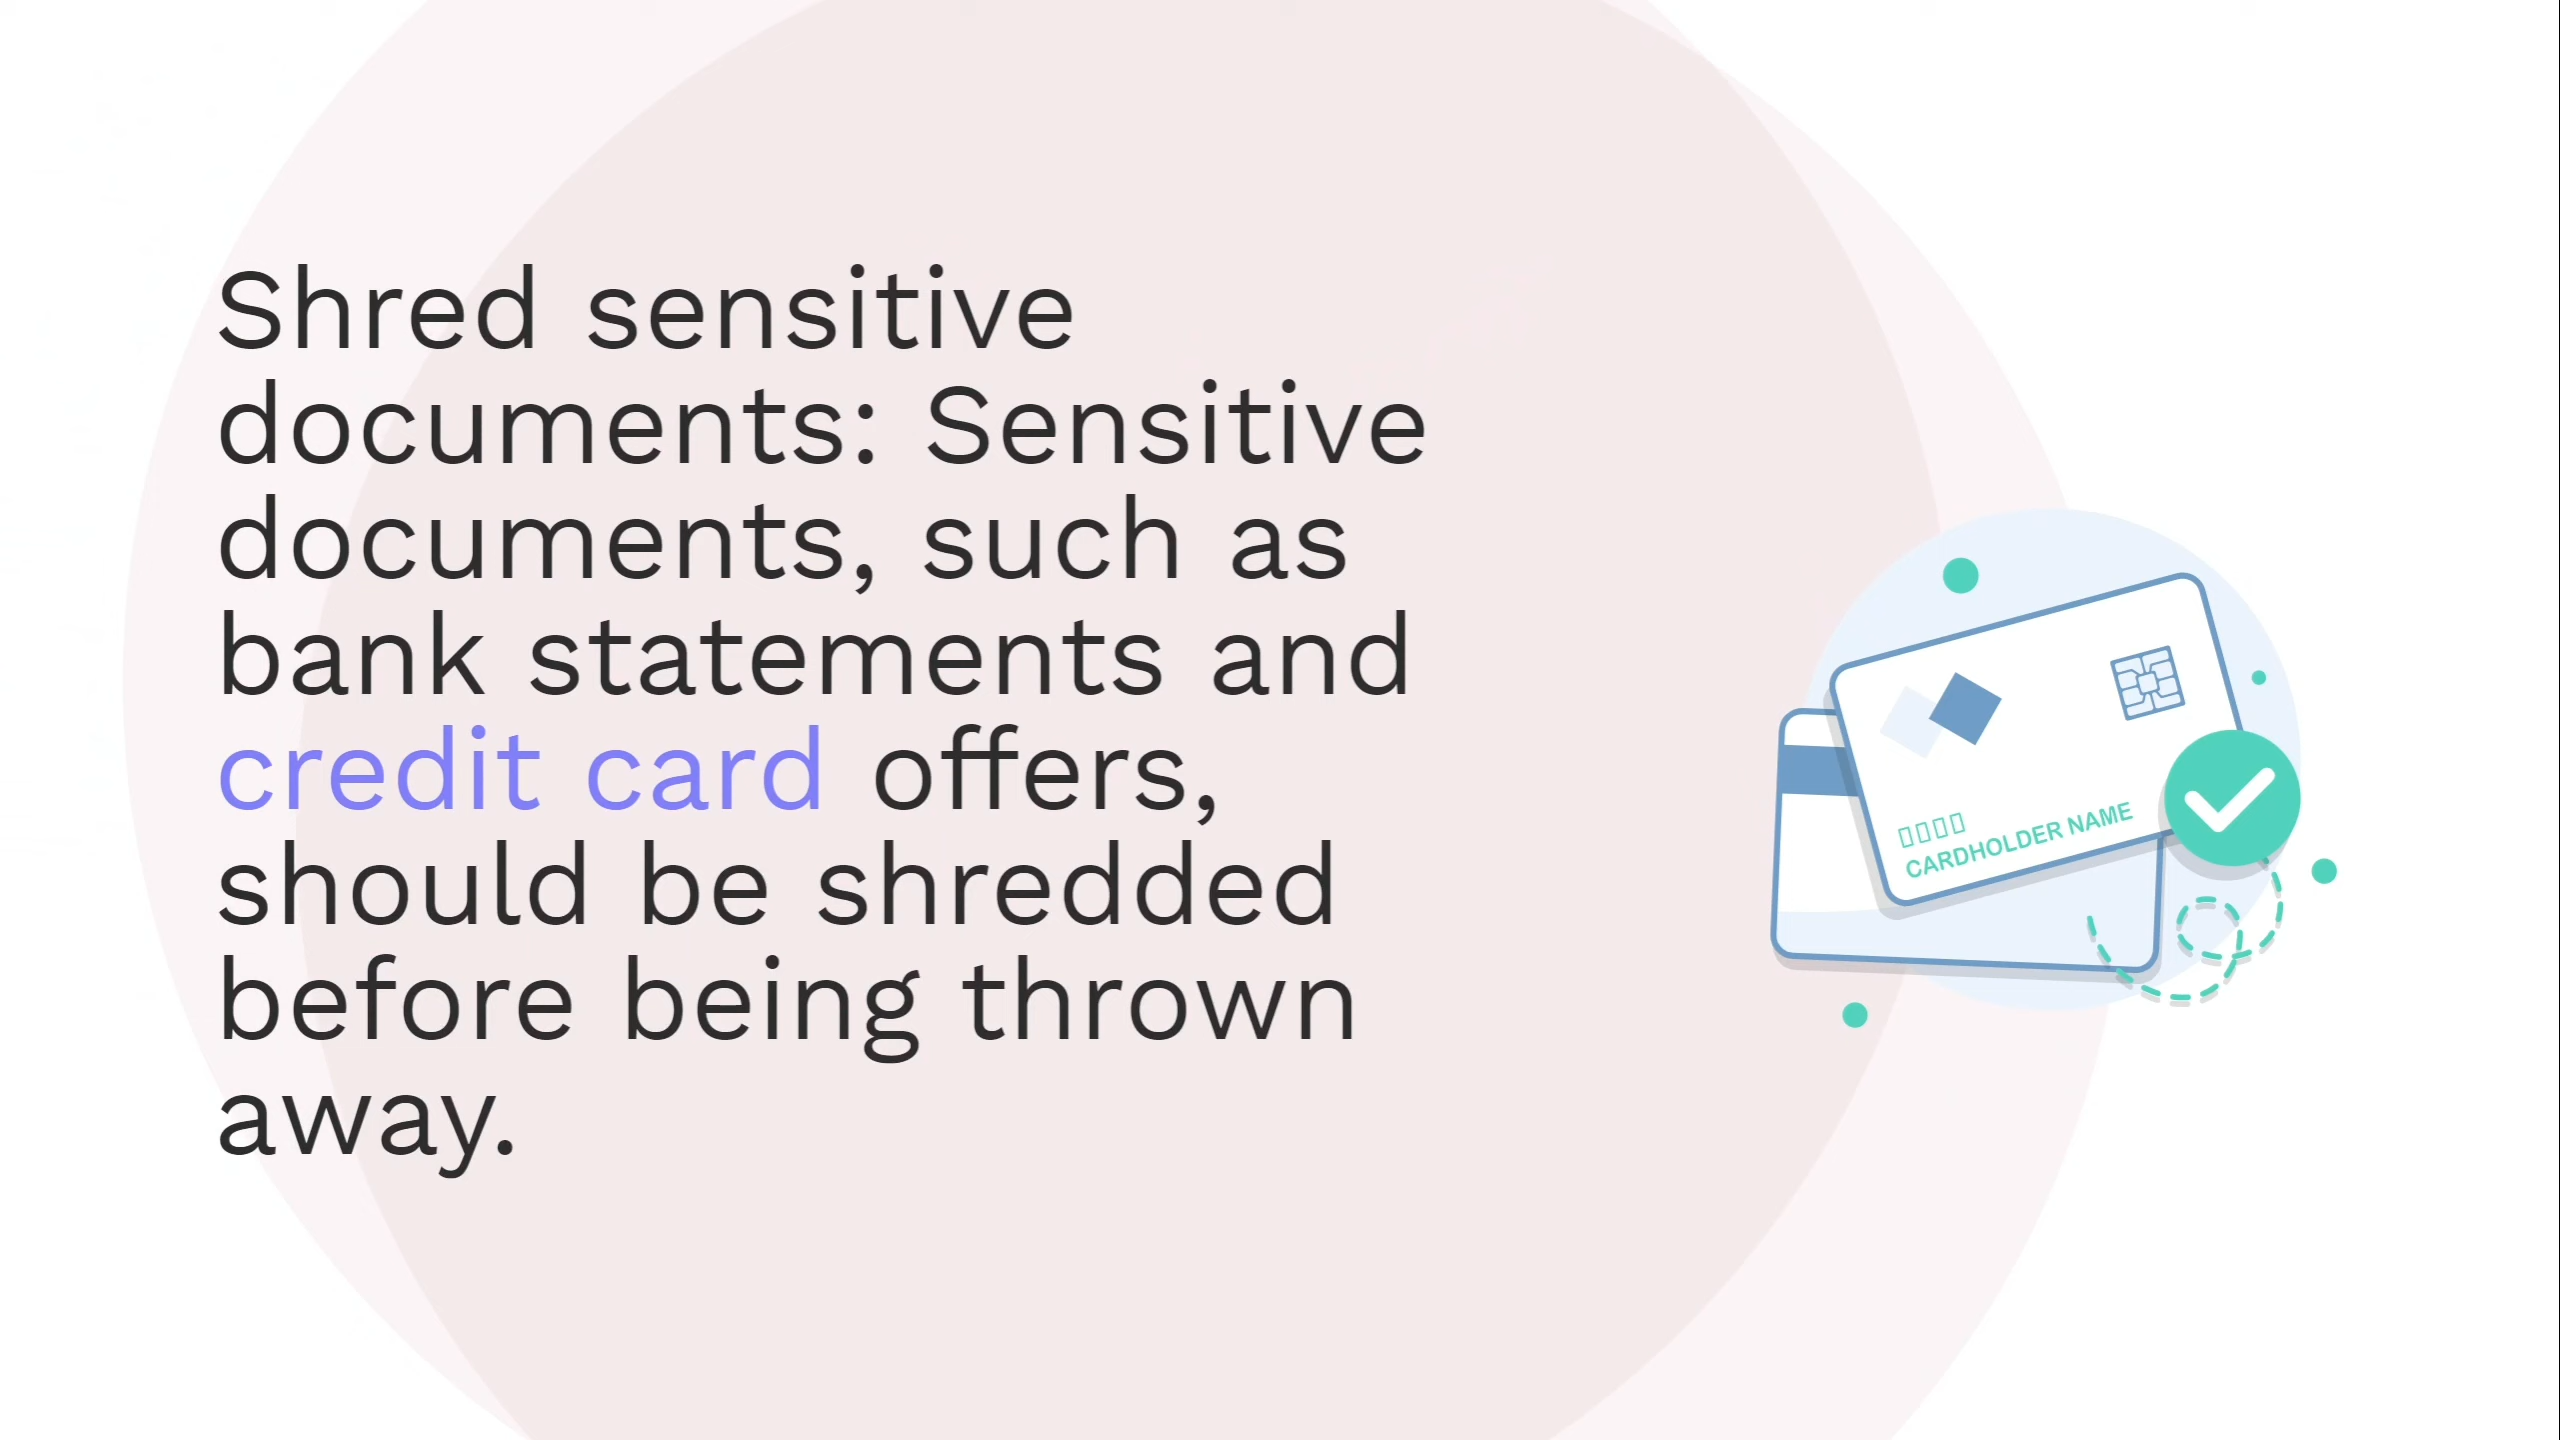 Shred sensitive
documents: Sensitive
documents, such as
bank statements and
credit card offers,
should be shredded
before being thrown
away.
CARDHOLDER NAME